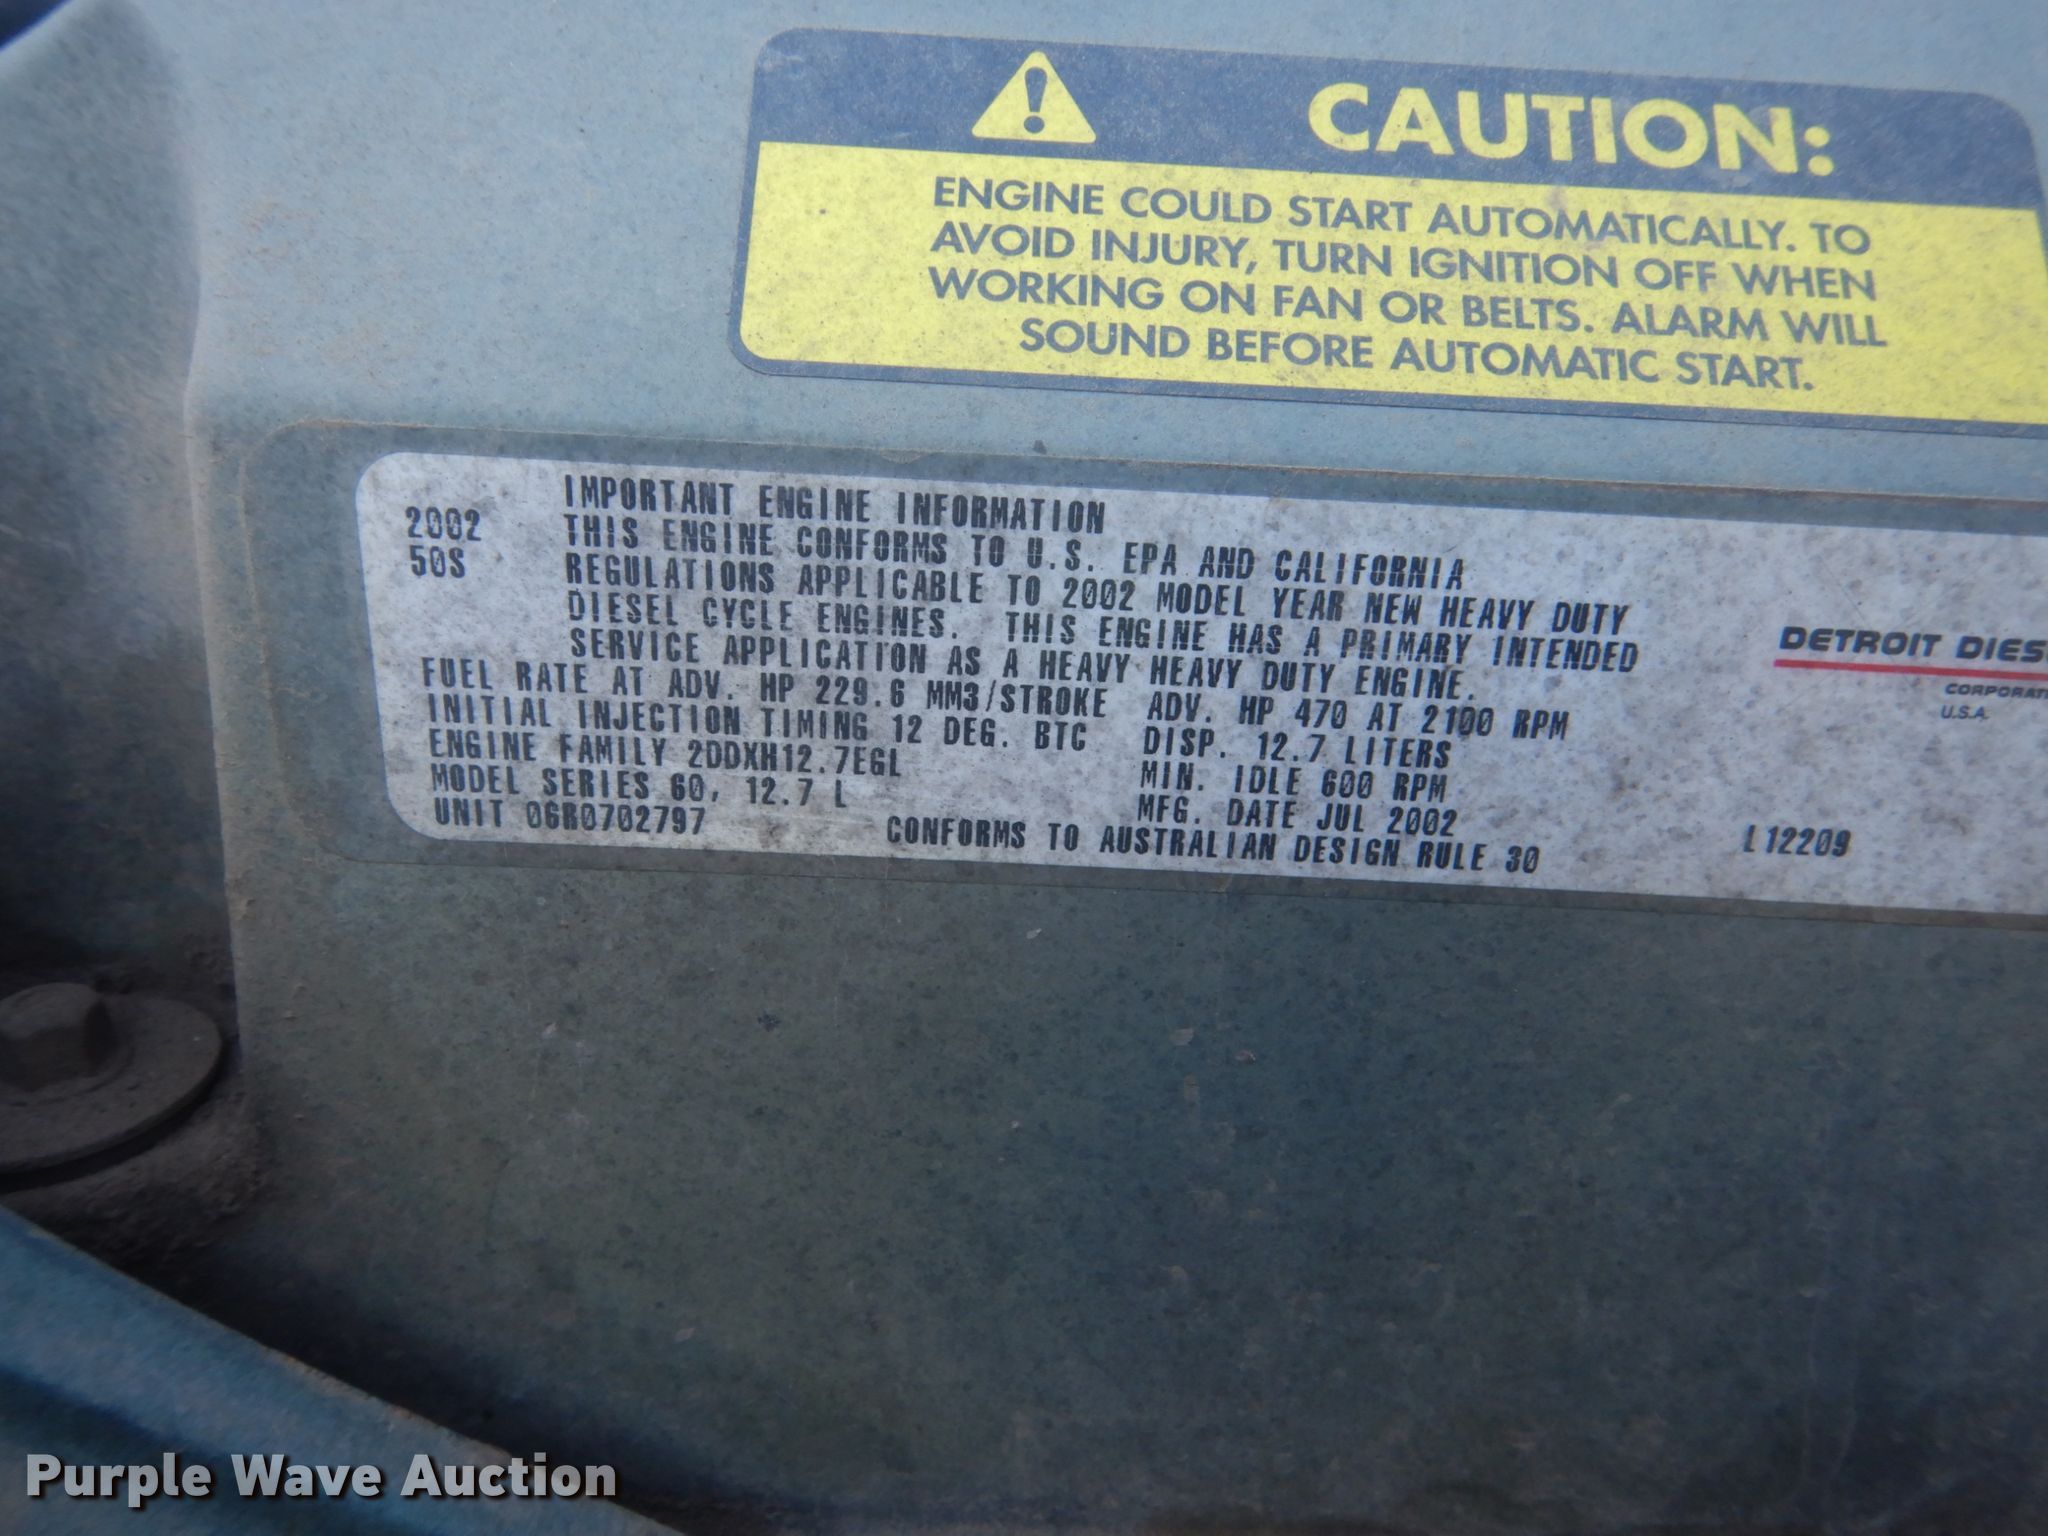 CAUTION:
ENGINE COULD START AUTOMATICALLY. TO
AVOID INJURY, TURN IGNITION OFF WHEN
WORKING ON FAN OR BELTS. ALARM WILL
SOUND BEFORE AUTOMATIC START.
2002
50S
IMPORTANT ENGINE INFORMATION
THIS ENGINE CONFORMS TO U.S. EPA AND CALIFORNIA
REGULATIONS APPLICABLE TO 2002 MODEL YEAR NEW HEAVY DUTY
DIESEL CYCLE ENGINES. THIS ENGINE HAS A PRIMARY INTENDED
SERVICE APPLICATION AS A HEAVY HEAVY DUTY ENGINE.
FUEL RATE AT ADV. HP 229.6 MM3/STROKE ADV. HP 470 AT 2100 RPM
INITIAL INJECTION TIMING 12 DEG. BTC DISP. 12.7 LITERS
ENGINE FAMILY 2DDXH12.7EGL MIN. IDLE 600 RPM
MODEL SERIES 60, 12.7 L MFG. DATE JUL 2002
UNIT 06R0702797 CONFORMS TO AUSTRALIAN DESIGN RULE 30
L12209
DETROIT DIES
CORPORAT
U.S.A.
Purple Wave Auction